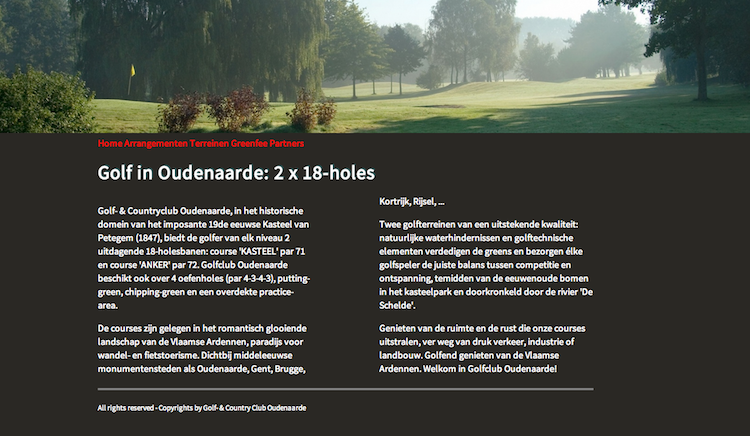 Home Arrangementen Terreinen Greenfee Partners
Golf in Oudenaarde: 2 x 18-holes
Golf- & Countryclub Oudenaarde, in het historische
domein van het imposante 19de eeuwse Kasteel van
Petegem (1847), biedt de golfer van elk niveau 2
uitdagende 18-holesbanen: course 'KASTEEL' par 71
en course 'ANKER' par 72. Golfclub Oudenaarde
beschikt ook over 4 oefenholes (par 4-3-4-3), putting-
green, chipping-green en een overdekte practice-
area.
De courses zijn gelegen in het romantisch glooiende
landschap van de Vlaamse Ardennen, paradijs voor
wandel- en fietstoerisme. Dichtbij middeleeuwse
monumentensteden als Oudenaarde, Gent, Brugge,
Kortrijk, Rijsel, ...
Twee golfterreinen van een uitstekende kwaliteit:
natuurlijke waterhindernissen en golftechnische
elementen verdedigen de greens en bezorgen élke
golfspeler de juiste balans tussen competitie en
ontspanning, temidden van de eeuwenoude bomen
in het kasteelpark en doorkronkeld door de rivier 'De
Schelde'.
Genieten van de ruimte en de rust die onze courses
uitstralen, ver weg van druk verkeer, industrie of
landbouw. Golfend genieten van de Vlaamse
Ardennen. Welkom in Golfclub Oudenaarde!
All rights reserved - Copyrights by Golf- & Country Club Oudenaarde